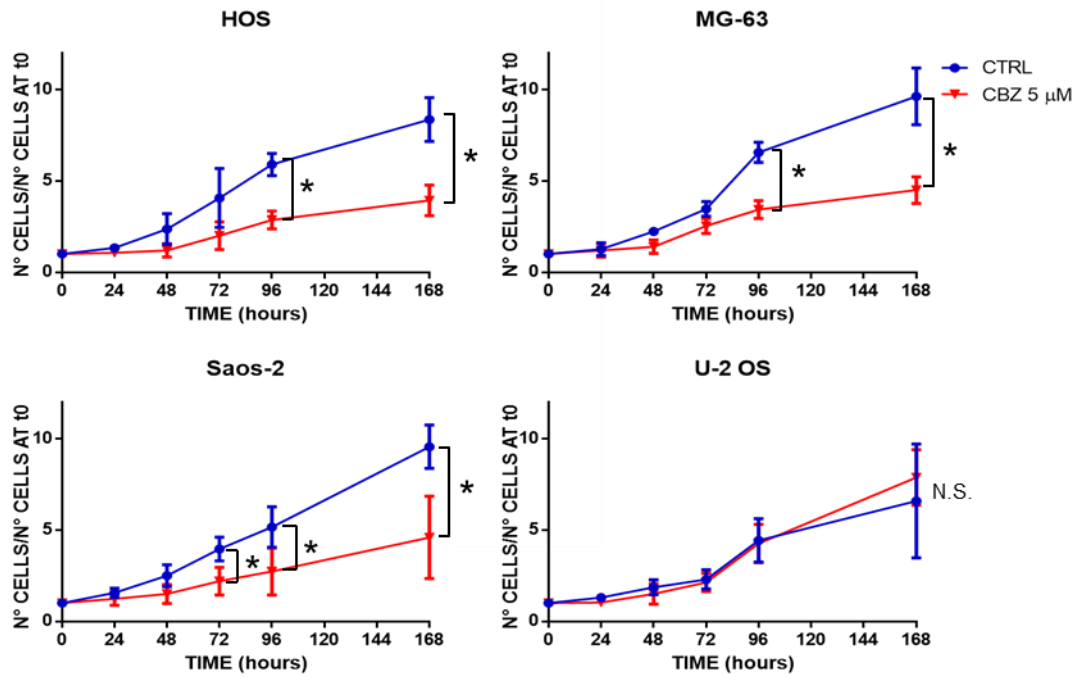 HOS
N° CELLS/N° CELLS AT t0
10
5
0
*
*
0 24 48 72 96 120 144 168
TIME (hours)
MG-63
N° CELLS/N° CELLS AT t0
10
5
0
*
*
0 24 48 72 96 120 144 168
TIME (hours)
CTRL
CBZ 5 μM
Saos-2
N° CELLS/N° CELLS AT t0
10
5
0
*
*
*
0 24 48 72 96 120 144 168
TIME (hours)
U-2 OS
N° CELLS/N° CELLS AT t0
10
5
0
N.S.
0 24 48 72 96 120 144 168
TIME (hours)